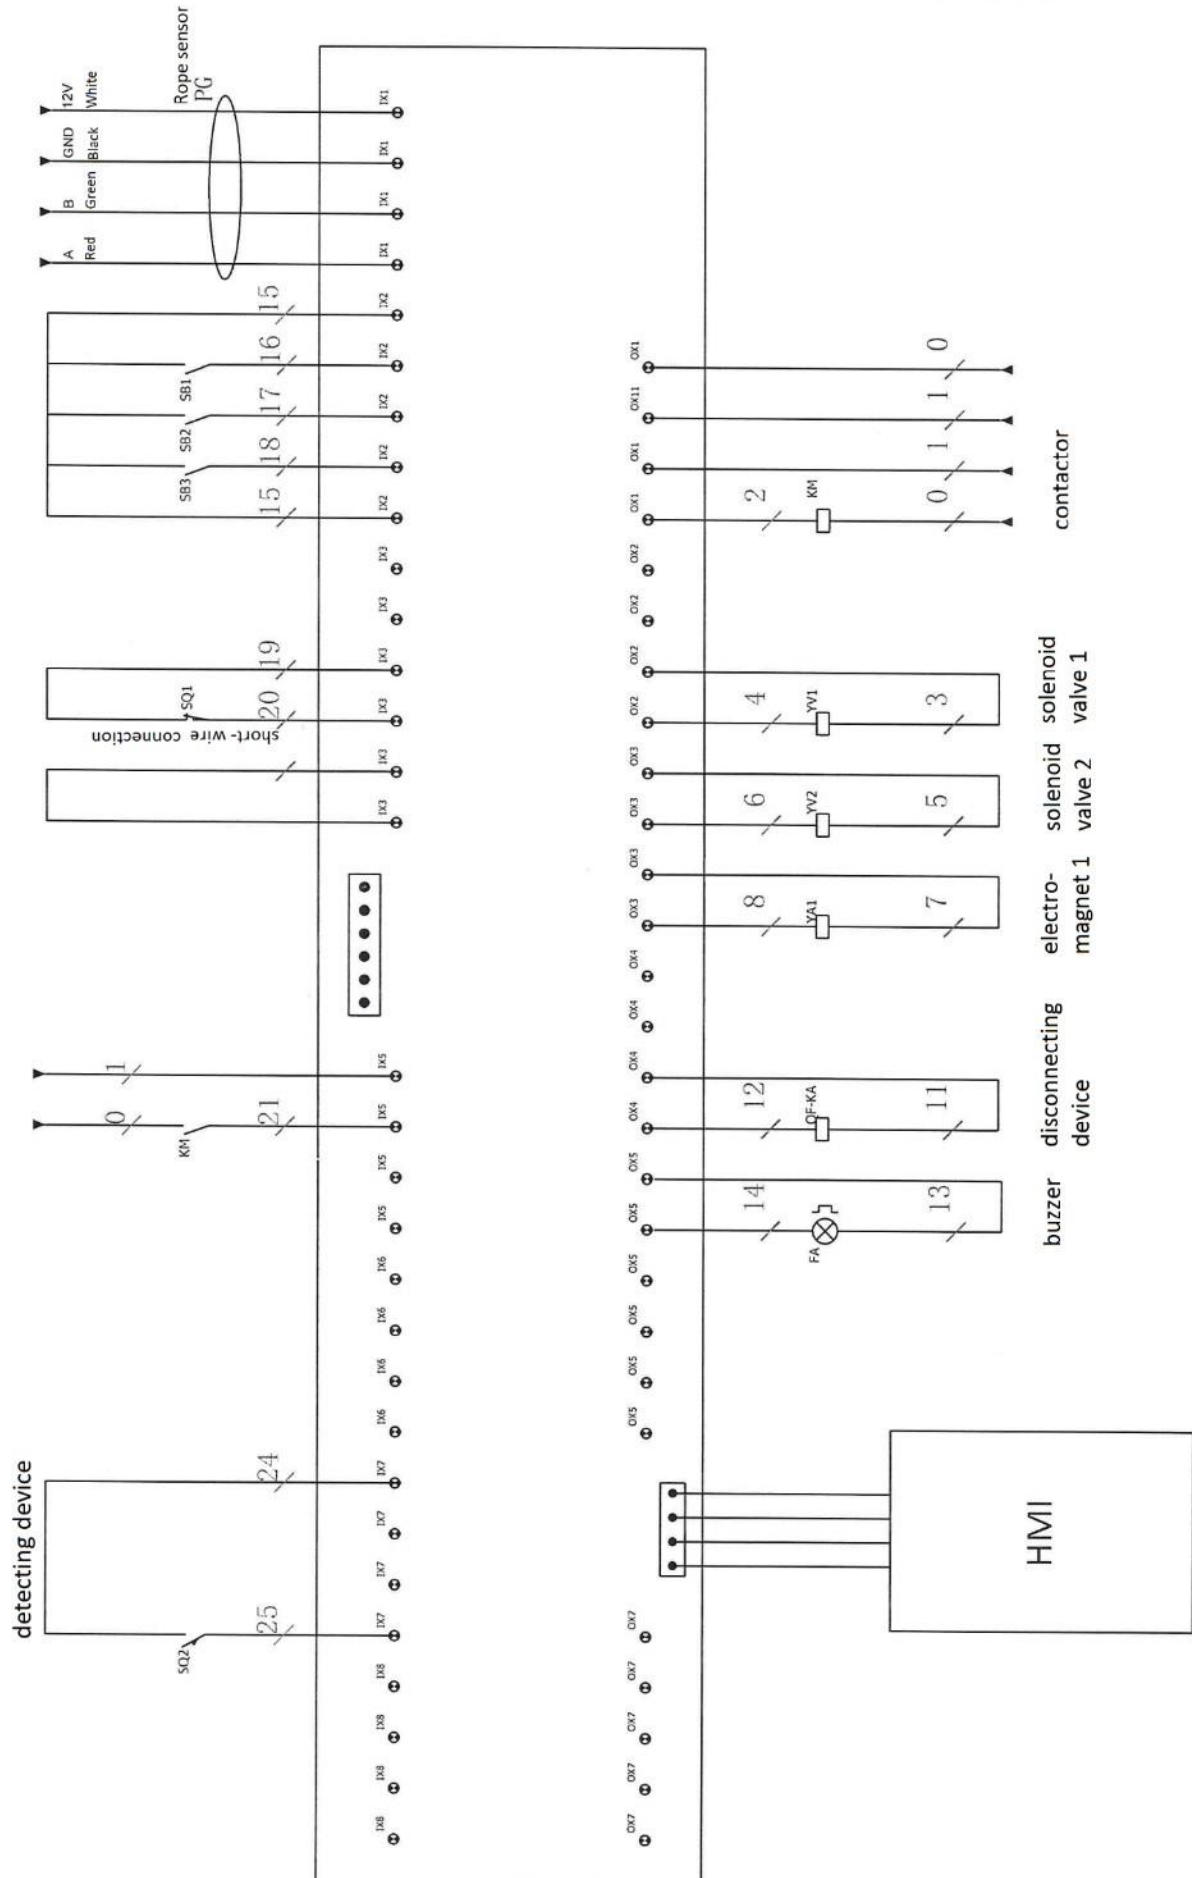 Rope sensor
PG
12V
White
GND
Black
B
Green
A
Red
IX1
IX1
IX1
IX1
15
IX2
16
SB1
IX2
17
SB2
IX2
18
SB3
IX2
15
IX2
IX3
IX3
19
IX3
20
SQ1
IX3
short-wire connection
IX3
IX3
1
IX5
0
KM
21
IX5
IX5
IX5
IX6
IX6
IX6
IX6
detecting device
24
IX7
IX7
IX7
25
SQ2
IX7
IX8
IX8
IX8
IX8
OX1
0
OX11
1
OX1
1
OX1
2
KM
0
contactor
OX2
OX2
OX2
OX2
4
YV1
3
solenoid
valve 1
OX3
OX3
6
YV2
5
solenoid
valve 2
OX3
OX3
8
YA1
7
electro-
magnet 1
OX4
OX4
OX4
OX4
12
QF-KA
11
disconnecting
device
OX5
OX5
14
FA
13
buzzer
OX5
OX5
OX5
OX5
HMI
OX7
OX7
OX7
OX7
OX7